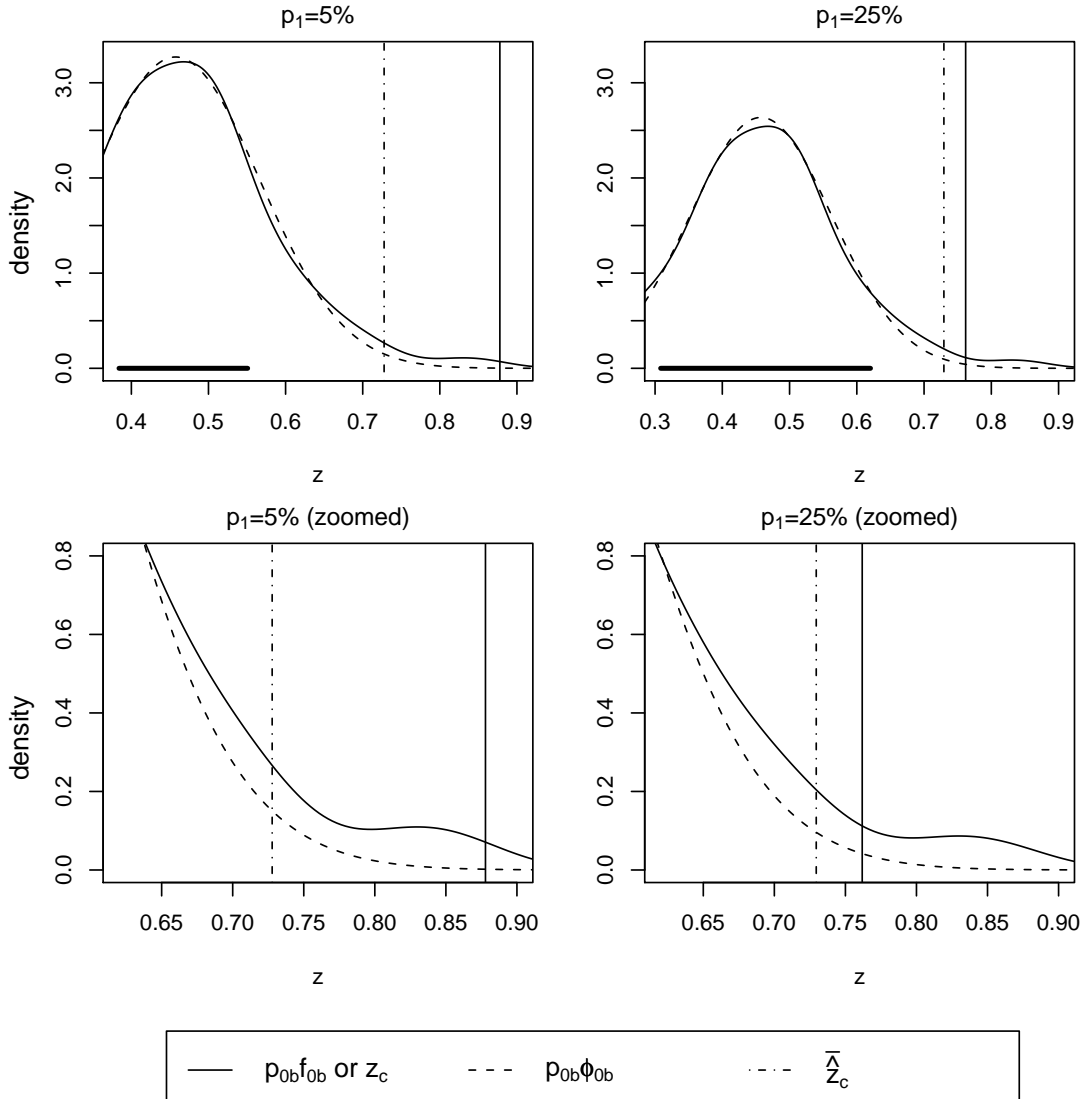 p₁=5%
p₁=25%
density
0.0 1.0 2.0 3.0
0.4 0.5 0.6 0.7 0.8 0.9
z
0.0 1.0 2.0 3.0
0.3 0.4 0.5 0.6 0.7 0.8 0.9
z
p₁=5% (zoomed)
p₁=25% (zoomed)
density
0.0 0.2 0.4 0.6 0.8
0.65 0.70 0.75 0.80 0.85 0.90
z
0.0 0.2 0.4 0.6 0.8
0.65 0.70 0.75 0.80 0.85 0.90
z
p₀bf₀b or z_c p₀bϕ₀b ẑ̅_c